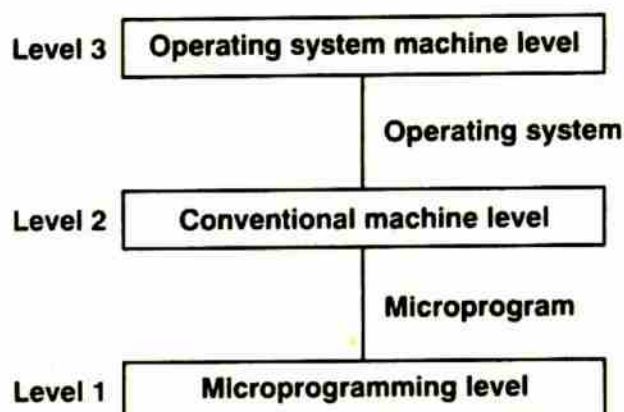 Level 3 Operating system machine level
Operating system
Level 2 Conventional machine level
Microprogram
Level 1 Microprogramming level